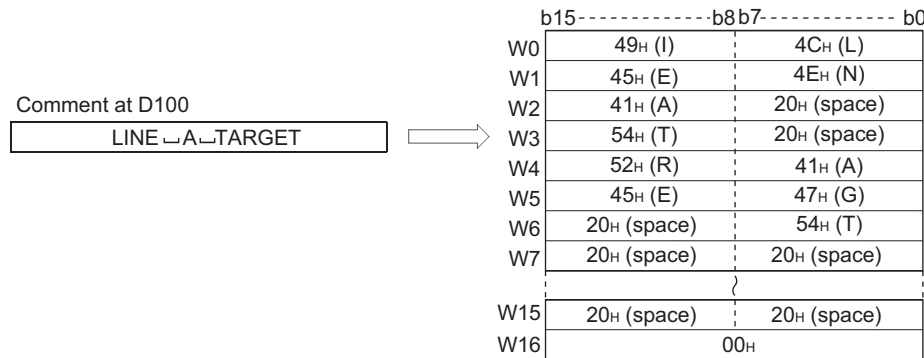 b15 b8 b7 b0
W0 49H (I) 4CH (L)
W1 45H (E) 4EH (N)
Comment at D100
W2 41H (A) 20H (space)
LINE ⎵A⎵TARGET
W3 54H (T) 20H (space)
W4 52H (R) 41H (A)
W5 45H (E) 47H (G)
W6 20H (space) 54H (T)
W7 20H (space) 20H (space)
W15 20H (space) 20H (space)
W16 00H